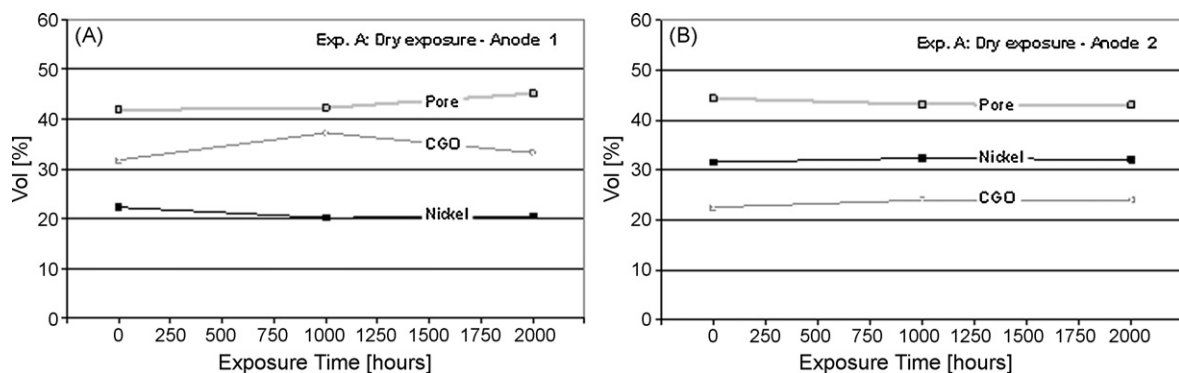 (A)
Exp. A: Dry exposure - Anode 1
60
50
40
30
20
10
0
Vol [%]
Pore
CGO
Nickel
0 250 500 750 1000 1250 1500 1750 2000
Exposure Time [hours]
(B)
Exp. A: Dry exposure - Anode 2
60
50
40
30
20
10
0
Vol [%]
Pore
Nickel
CGO
0 250 500 750 1000 1250 1500 1750 2000
Exposure Time [hours]